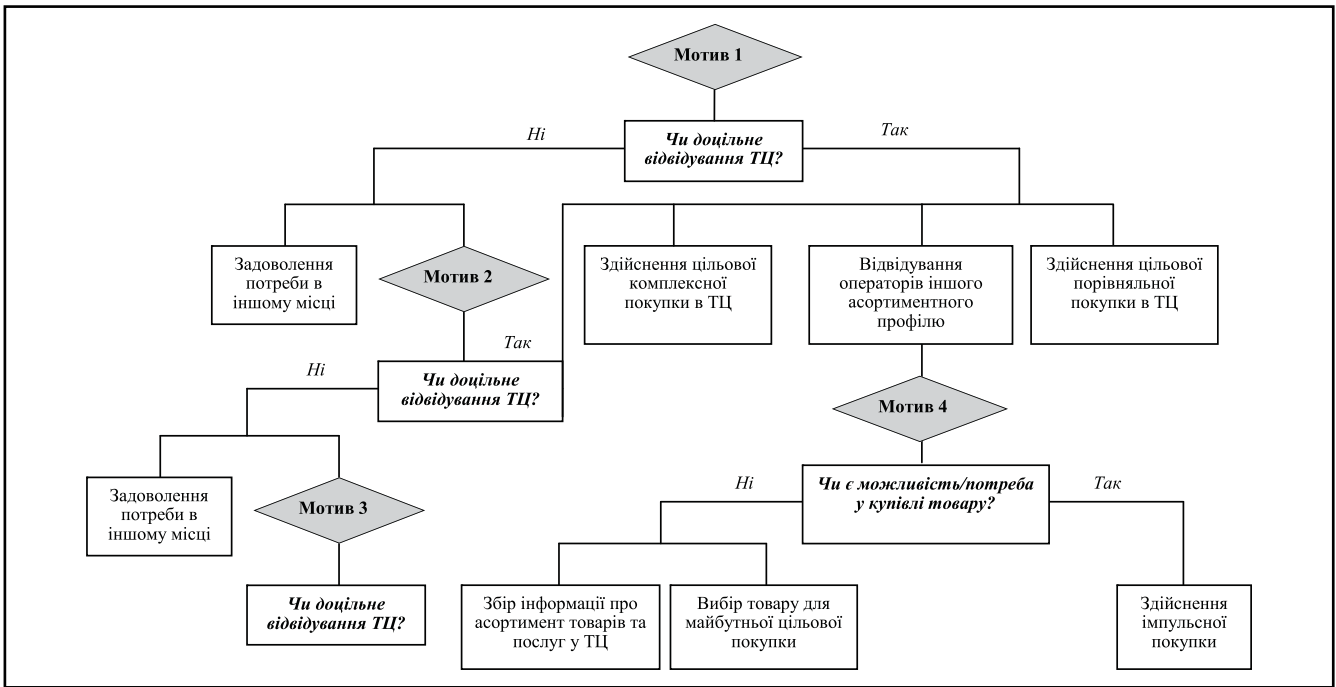 Мотив 1
Ні
Чи доцільне
відвідування ТЦ?
Так
Задоволення
потреби в
іншому місці
Мотив 2
Здійснення цільової
комплексної
покупки в ТЦ
Відвідування
операторів іншого
асортиментного
профілю
Здійснення цільової
порівняльної
покупки в ТЦ
Ні
Чи доцільне
відвідування ТЦ?
Так
Мотив 4
Задоволення
потреби в
іншому місці
Мотив 3
Ні
Чи є можливість/потреба
у купівлі товару?
Так
Чи доцільне
відвідування ТЦ?
Збір інформації про
асортимент товарів та
послуг у ТЦ
Вибір товару для
майбутньої цільової
покупки
Здійснення
імпульсної
покупки